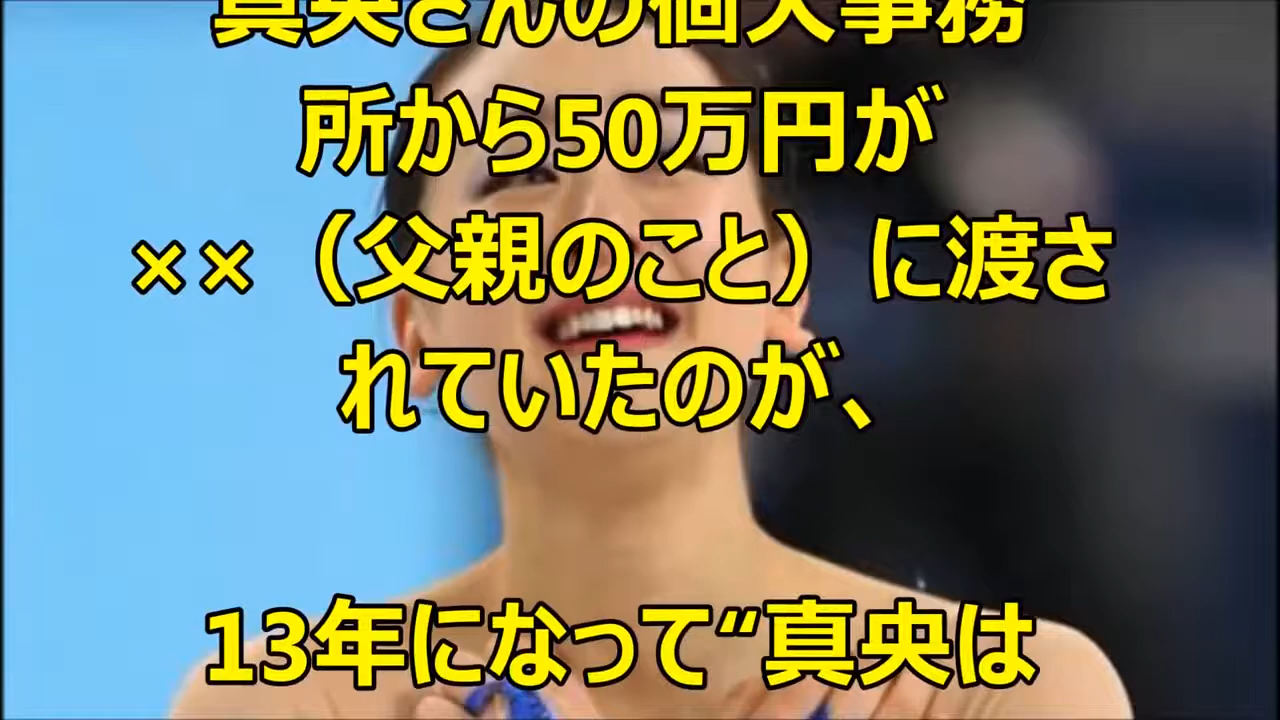 真央さんの個人事務
所から50万円が
××（父親のこと）に渡さ
れていたのが、
13年になって“真央は